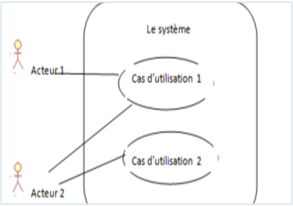 Le système
Acteur 1
Cas d'utilisation 1
Cas d'utilisation 2
Acteur 2